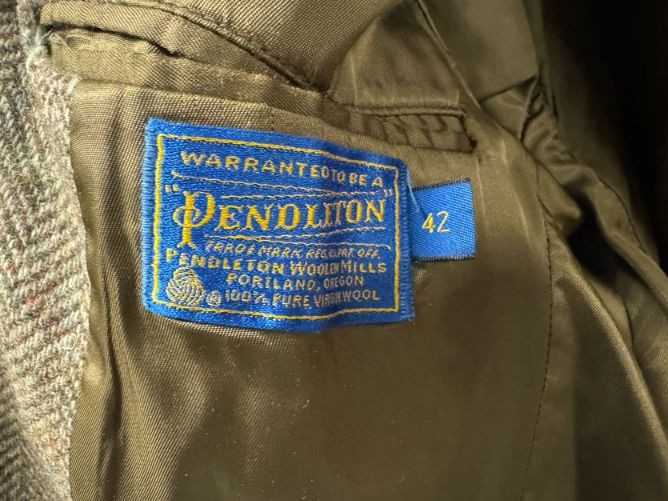 WARRANTED TO BE A
"PENDLETON"
TRADE MARK REG. US. PAT. OFF.
PENDLETON WOOLEN MILLS
PORTLAND, OREGON
® 100% PURE VIRGIN WOOL
42